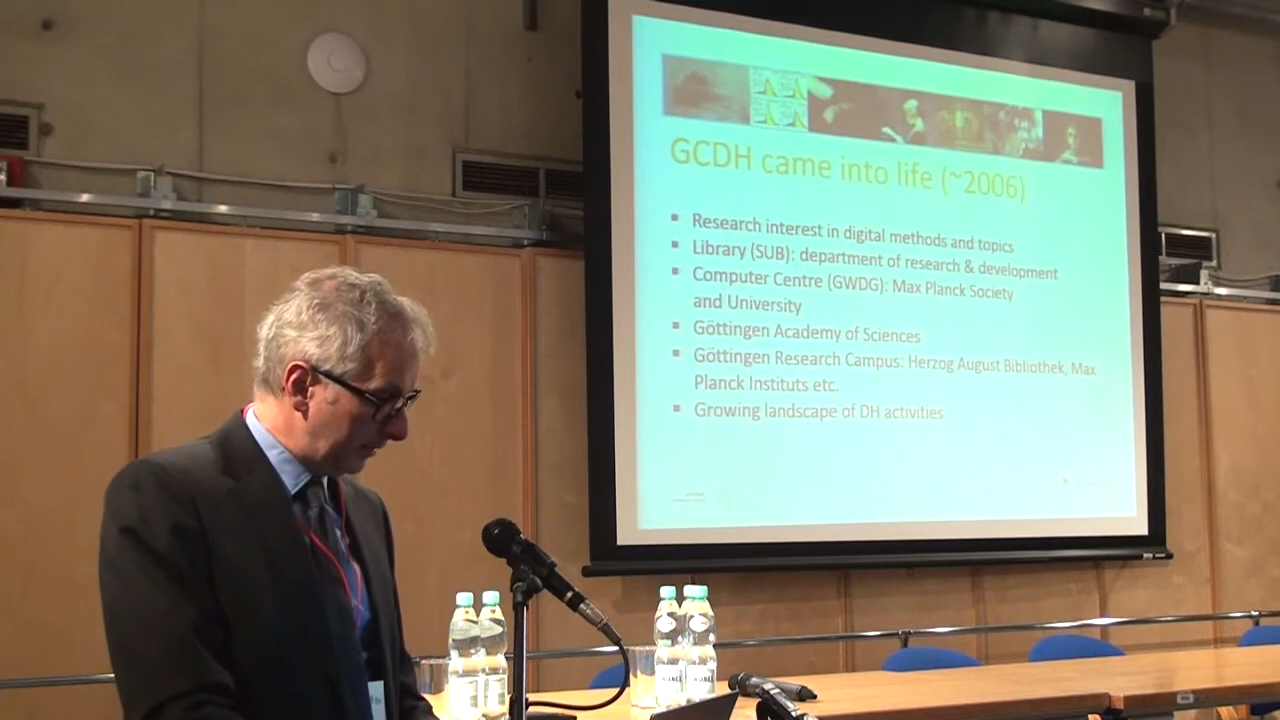 GCDH came into life (~2006)
Research interest in digital methods and topics
Library (SUB): department of research & development
Computer Centre (GWDG): Max Planck Society
and University
Göttingen Academy of Sciences
Göttingen Research Campus: Herzog August Bibliothek, Max
Planck Instituts etc.
Growing landscape of DH activities